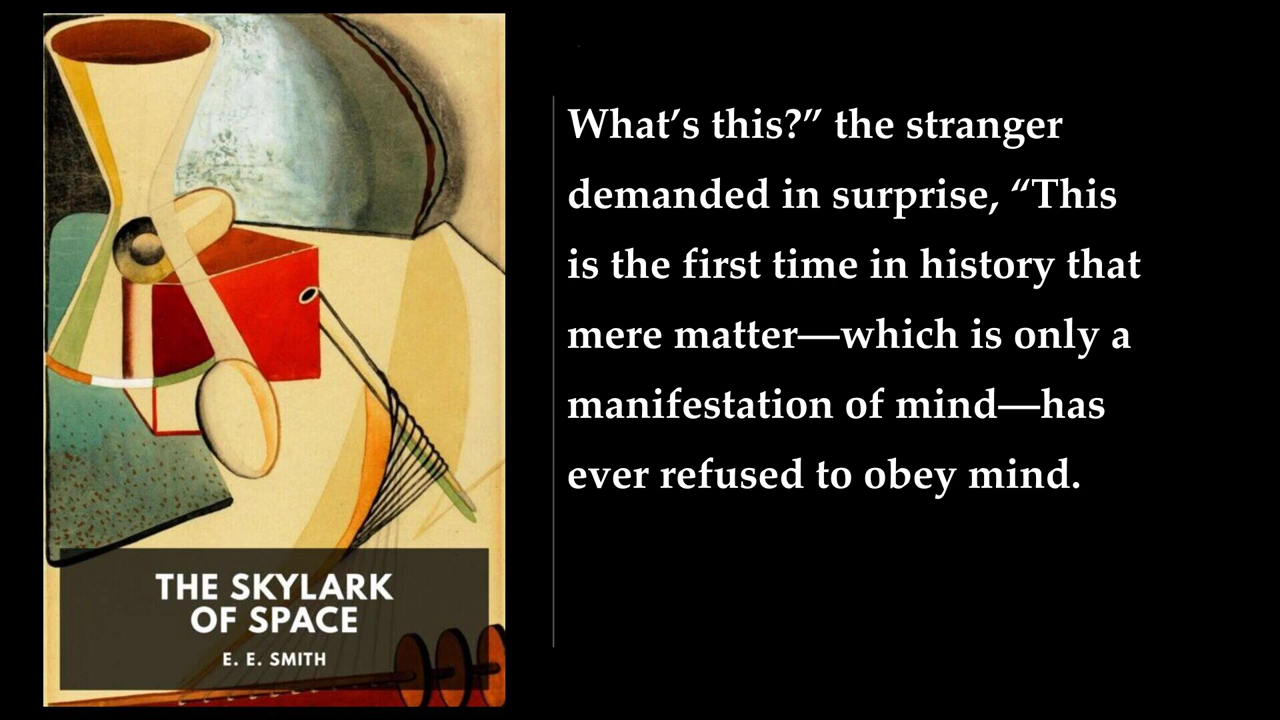 What’s this?” the stranger
demanded in surprise, “This
is the first time in history that
mere matter—which is only a
manifestation of mind—has
ever refused to obey mind.
THE SKYLARK
OF SPACE
E. E. SMITH